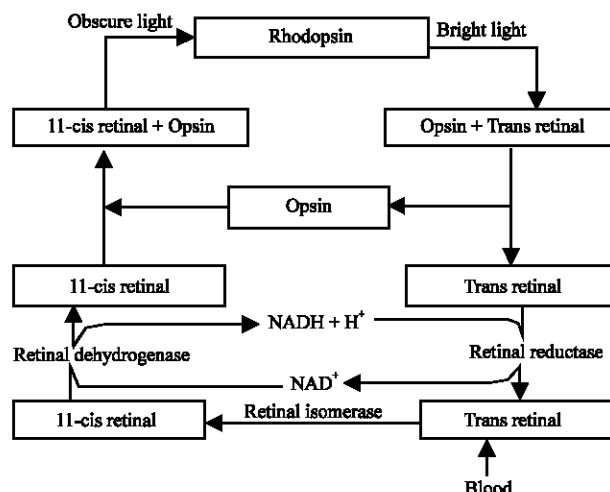 Obscure light
Rhodopsin
Bright light
11-cis retinal + Opsin
Opsin + Trans retinal
Opsin
11-cis retinal
Trans retinal
NADH + H⁺
Retinal dehydrogenase
Retinal reductase
NAD⁺
11-cis retinal
Retinal isomerase
Trans retinal
Blood